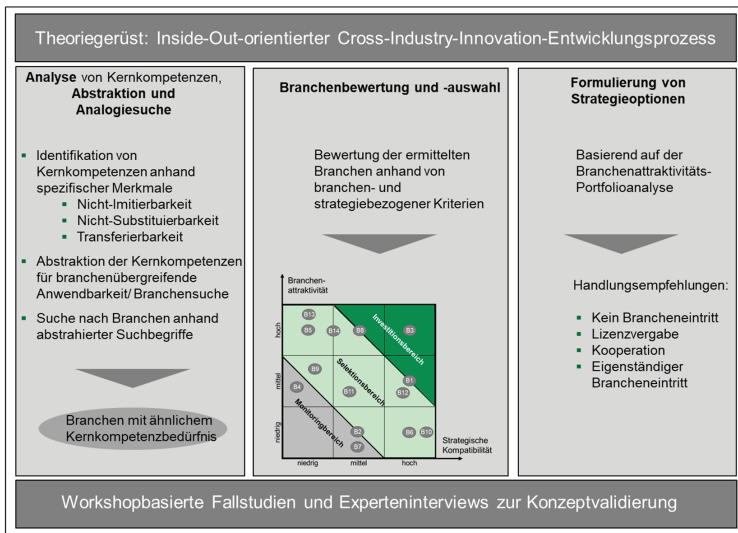 Theoriegerüst: Inside-Out-orientierter Cross-Industry-Innovation-Entwicklungsprozess
Analyse von Kernkompetenzen,
Abstraktion und
Analogiesuche
▪ Identifikation von
Kernkompetenzen anhand
spezifischer Merkmale
▪ Nicht-Imitierbarkeit
▪ Nicht-Substituierbarkeit
▪ Transferierbarkeit
▪ Abstraktion der Kernkompetenzen
für branchenübergreifende
Anwendbarkeit/ Branchensuche
▪ Suche nach Branchen anhand
abstrahierter Suchbegriffe
Branchen mit ähnlichem
Kernkompetenzbedürfnis
Branchenbewertung und -auswahl
Bewertung der ermittelten
Branchen anhand von
branchen- und
strategiebezogener Kriterien
Branchen-
attraktivität
hoch
mittel
niedrig
B13
B5
B14
B8
B3
B9
B4
B11
B1
B12
B2
B7
B6
B10
Investitionsbereich
Selektionsbereich
Monitoringbereich
Strategische
Kompatibilität
niedrig
mittel
hoch
Formulierung von
Strategieoptionen
Basierend auf der
Branchenattraktivitäts-
Portfolioanalyse
Handlungsempfehlungen:
▪ Kein Brancheneintritt
▪ Lizenzvergabe
▪ Kooperation
▪ Eigenständiger
Brancheneintritt
Workshopbasierte Fallstudien und Experteninterviews zur Konzeptvalidierung